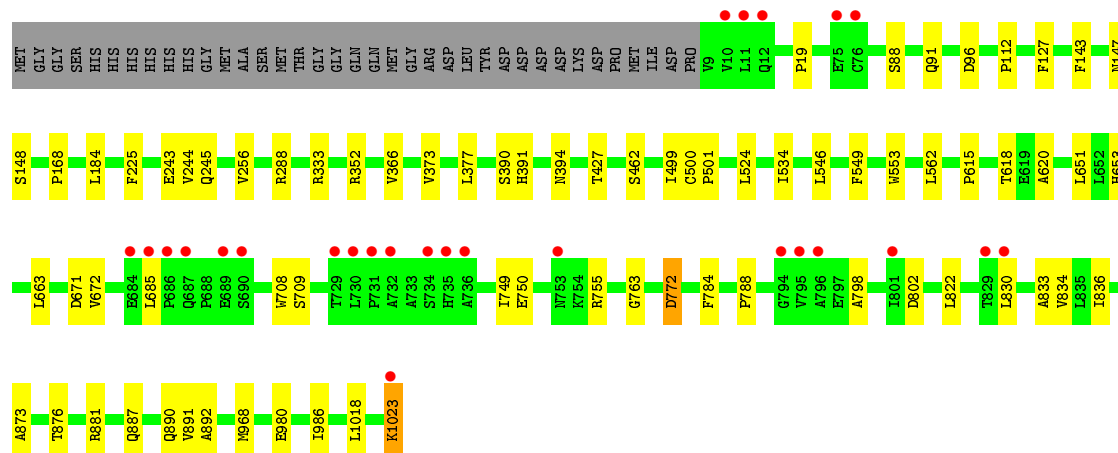 MET GLY GLY SER HIS HIS HIS HIS HIS HIS GLY MET ALA SER MET THR GLY GLY GLN GLN MET GLY ARG ASP LEU TYR ASP ASP ASP ASP LYS ASP PRO MET ILE ASP PRO V9 V10 L11 Q12 P19 E75 C76 S88 Q91 D96 P112 F127 F143 N147
S148 P168 L184 F225 E243 V244 Q245 V256 R288 R333 R352 V366 V373 L377 S390 H391 N394 T427 S462 I499 C500 P501 L524 I534 L546 F549 W553 L562 P615 T618 E619 A620 L651 L652 H653
L663 D671 V672 E684 L685 P686 Q687 P688 E689 S690 W708 S709 T729 L730 P731 A732 A733 S734 H735 A736 I749 E750 N753 K754 R755 G763 D772 F784 P788 G794 V795 A796 E797 A798 I801 D802 L822 T829 L830 A833 V834 L835 I836
A873 T876 R881 Q887 Q890 V891 A892 M968 E980 I986 L1018 K1023